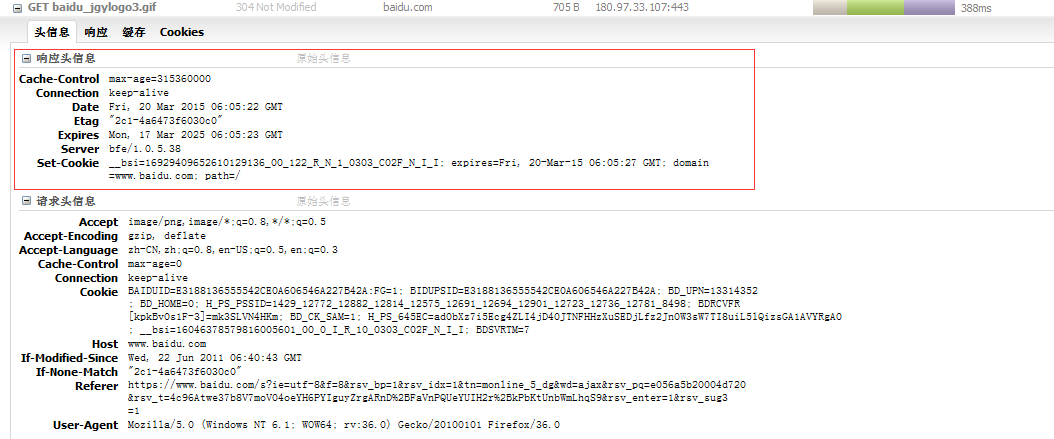 GET baidu_jgylogo3.gif 304 Not Modified baidu.com 705 B 180.97.33.107:443 388ms
头信息 响应 缓存 Cookies
响应头信息 原始头信息
Cache-Control max-age=315360000
Connection keep-alive
Date Fri, 20 Mar 2015 06:05:22 GMT
Etag "2c1-4a6473f6030c0"
Expires Mon, 17 Mar 2025 06:05:23 GMT
Server bfe/1.0.5.38
Set-Cookie __bsi=16929409652610129136_00_122_R_N_1_0303_C02F_N_I_I; expires=Fri, 20-Mar-15 06:05:27 GMT; domain
=www.baidu.com; path=/
请求头信息 原始头信息
Accept image/png,image/*;q=0.8,*/*;q=0.5
Accept-Encoding gzip, deflate
Accept-Language zh-CN,zh;q=0.8,en-US;q=0.5,en;q=0.3
Cache-Control max-age=0
Connection keep-alive
Cookie BAIDUID=E3188136555542CE0A606546A227B42A:FG=1; BIDUPSID=E3188136555542CE0A606546A227B42A; BD_UPN=13314352
; BD_HOME=0; H_PS_PSSID=1429_12772_12882_12814_12575_12691_12694_12901_12723_12736_12781_8498; BDRCVFR
[kpkBv0s1F-3]=mk3SLVN4HKm; BD_CK_SAM=1; H_PS_645EC=ad0bXz7i5Ecg4ZLI4jD40JTNFHHzXuSEDjLfz2Jn0W3sW7TI8uiL5lQizsGAiAVYRgA0
; __bsi=16046378579816005601_00_0_I_R_10_0303_C02F_N_I_I; BDSVRTM=7
Host www.baidu.com
If-Modified-Since Wed, 22 Jun 2011 06:40:43 GMT
If-None-Match "2c1-4a6473f6030c0"
Referer https://www.baidu.com/s?ie=utf-8&f=8&rsv_bp=1&rsv_idx=1&tn=monline_5_dg&wd=ajax&rsv_pq=e056a5b20004d720
&rsv_t=4c96Atwe37b8V7moV04oeYH6PYIguyZrgARnD%2BFaVnPQUeYUIH2r%2BkPbKtUnbWmLhqS9&rsv_enter=1&rsv_sug3
=1
User-Agent Mozilla/5.0 (Windows NT 6.1; WOW64; rv:36.0) Gecko/20100101 Firefox/36.0